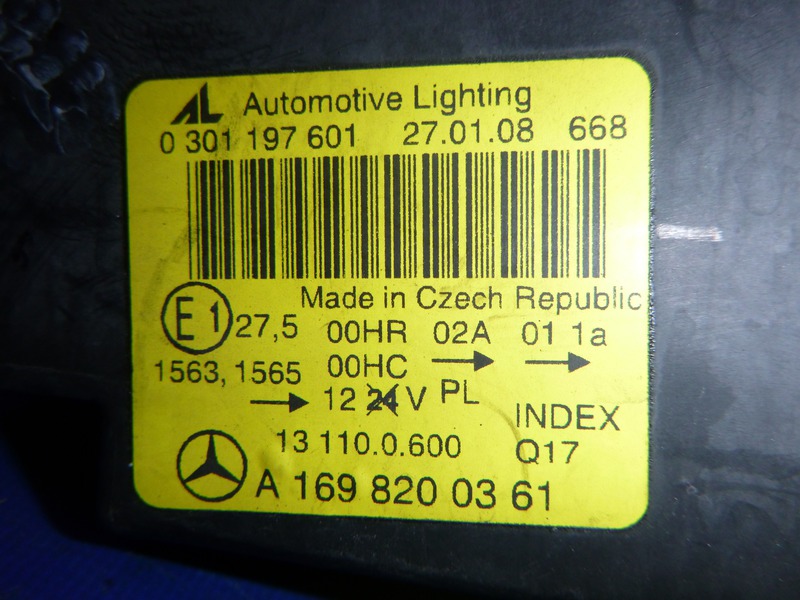 AL Automotive Lighting
0 301 197 601 27.01.08 668
Made in Czech Republic
E1 27,5 00HR 02A 01 1a
1563, 1565 00HC → →
→ 12 24 V PL
INDEX
13 110.0.600 Q17
A 169 820 03 61